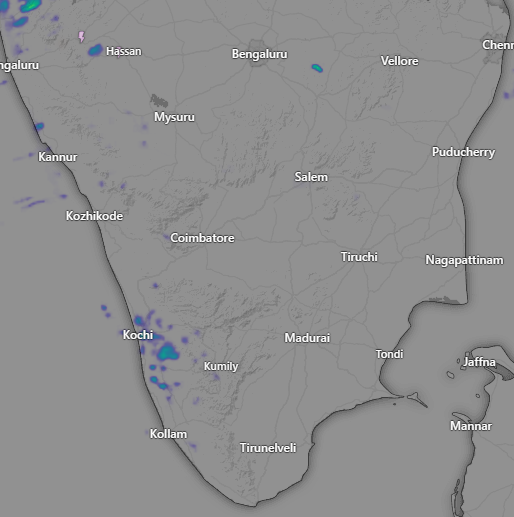 Hassan
Bengaluru
Chenn
ngaluru
Vellore
Mysuru
Kannur
Puducherry
Salem
Kozhikode
Coimbatore
Tiruchi
Nagapattinam
Kochi
Madurai
Tondi
Kumily
Jaffna
Mannar
Kollam
Tirunelveli